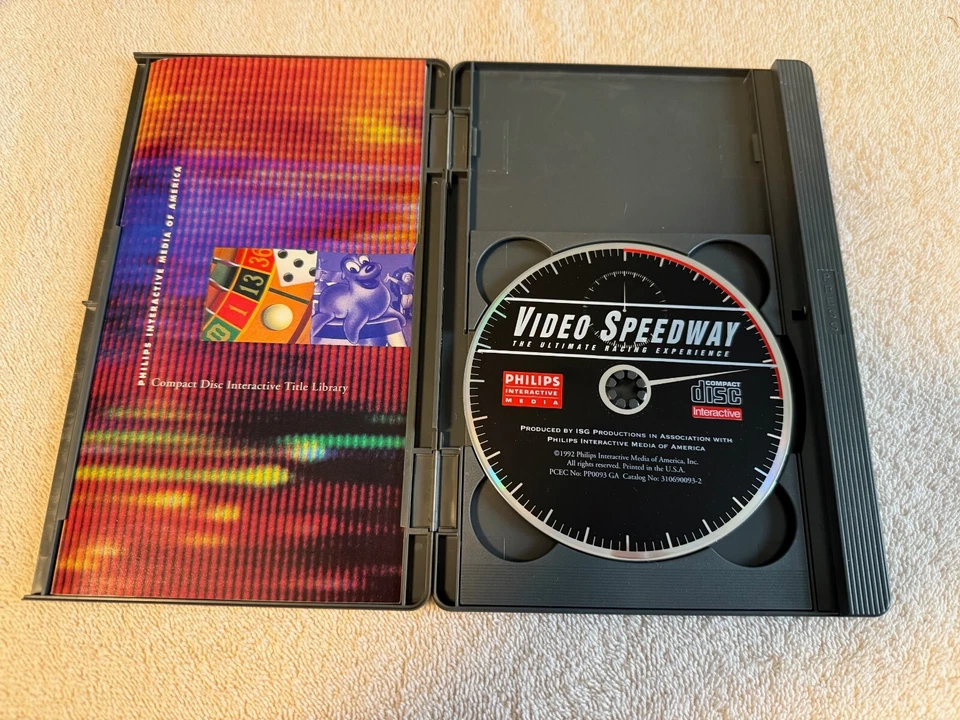 PHILIPS INTERACTIVE MEDIA OF AMERICA
36
13
1
Compact Disc Interactive Title Library
VIDEO SPEEDWAY
THE ULTIMATE RACING EXPERIENCE
PHILIPS
INTERACTIVE
MEDIA
COMPACT
disc
Interactive
PRODUCED BY ISG PRODUCTIONS IN ASSOCIATION WITH
PHILIPS INTERACTIVE MEDIA OF AMERICA
©1992 Philips Interactive Media of America, Inc.
All rights reserved. Printed in the U.S.A.
PCEC No: PP0093 GA Catalog No: 310690093-2